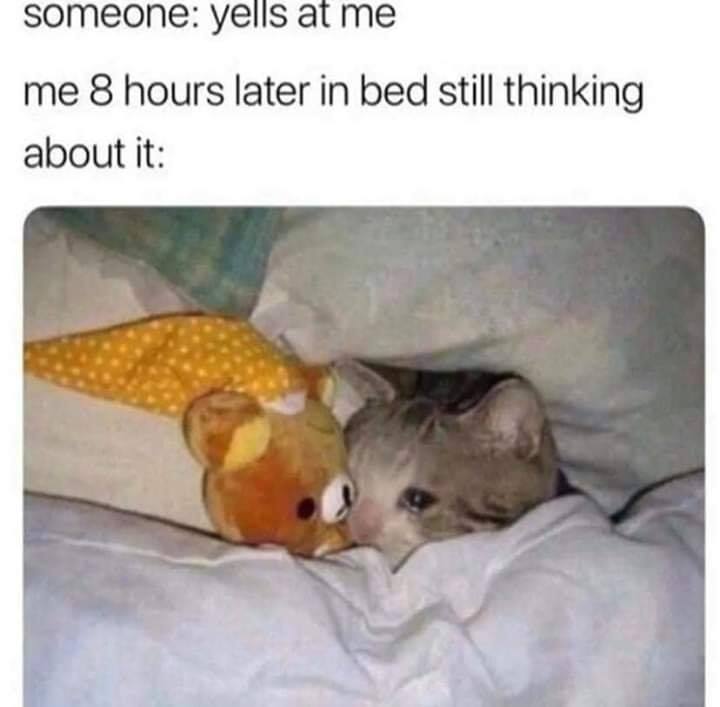 someone: yells at me
me 8 hours later in bed still thinking
about it: